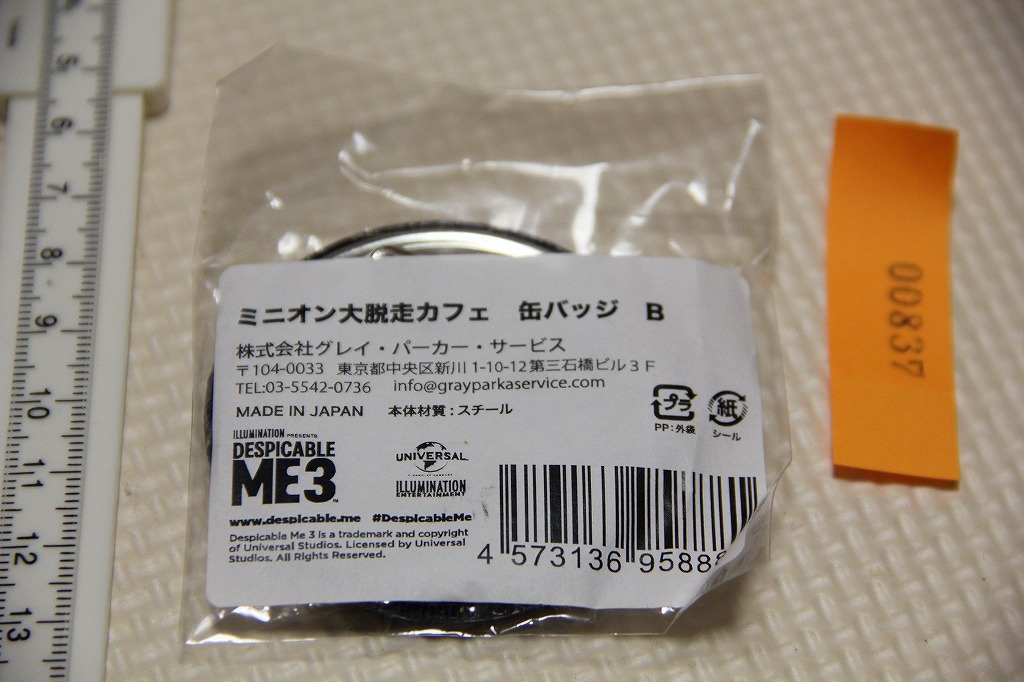 ミニオン大脱走カフェ　缶バッジ　B
株式会社グレイ・パーカー・サービス
〒104-0033 東京都中央区新川1-10-12第三石橋ビル3F
TEL:03-5542-0736 info@grayparkaservice.com
MADE IN JAPAN 本体材質:スチール
プラ
PP:外袋
紙
シール
ILLUMINATION PRESENTS
DESPICABLE
ME3
UNIVERSAL
ILLUMINATION
ENTERTAINMENT
www.despicable.me #DespicableMe
Despicable Me 3 is a trademark and copyright
of Universal Studios. Licensed by Universal
Studios. All Rights Reserved.
4 573136 95888
00837
5
6
7
8
9
10
11
12
13